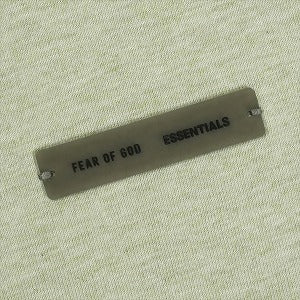 FEAR OF GOD ESSENTIALS